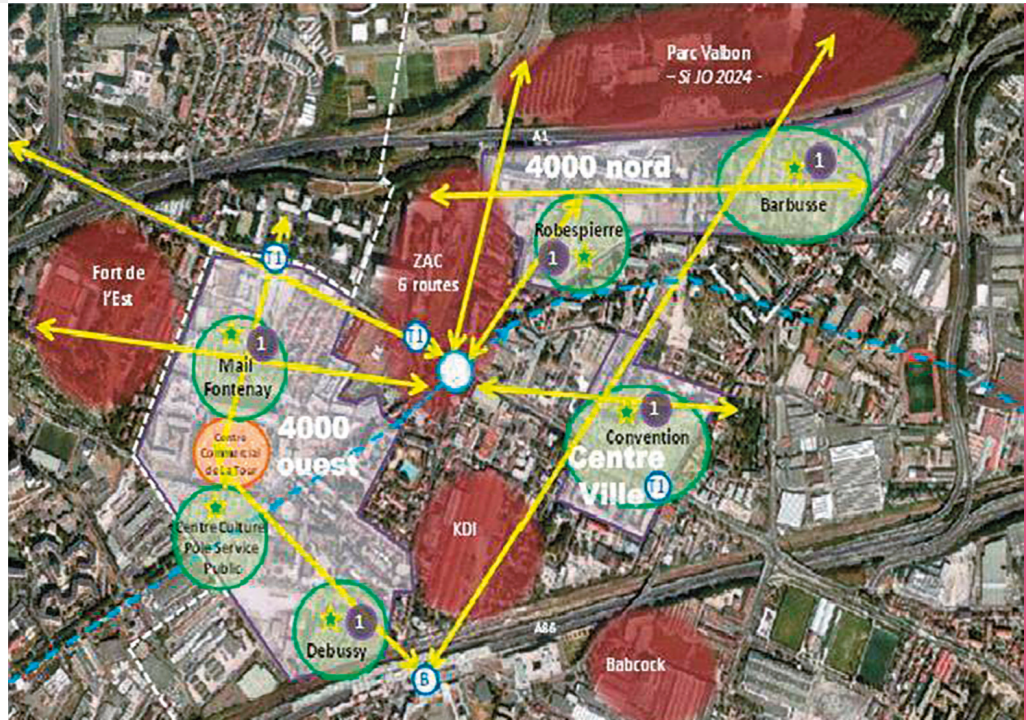 Parc Valbon
– Si JO 2024 -
A1
4000 nord
1
Barbusse
Robespierre
1
ZAC
6 routes
T1
Fort de
l'Est
T1
1
Mail
Fontenay
4000
ouest
Centre
Commercial
de La Tour
1
Convention
Centre
Ville
T1
Centre Culture
Pôle Service
Public
KDI
1
Debussy
A86
Babcock
B